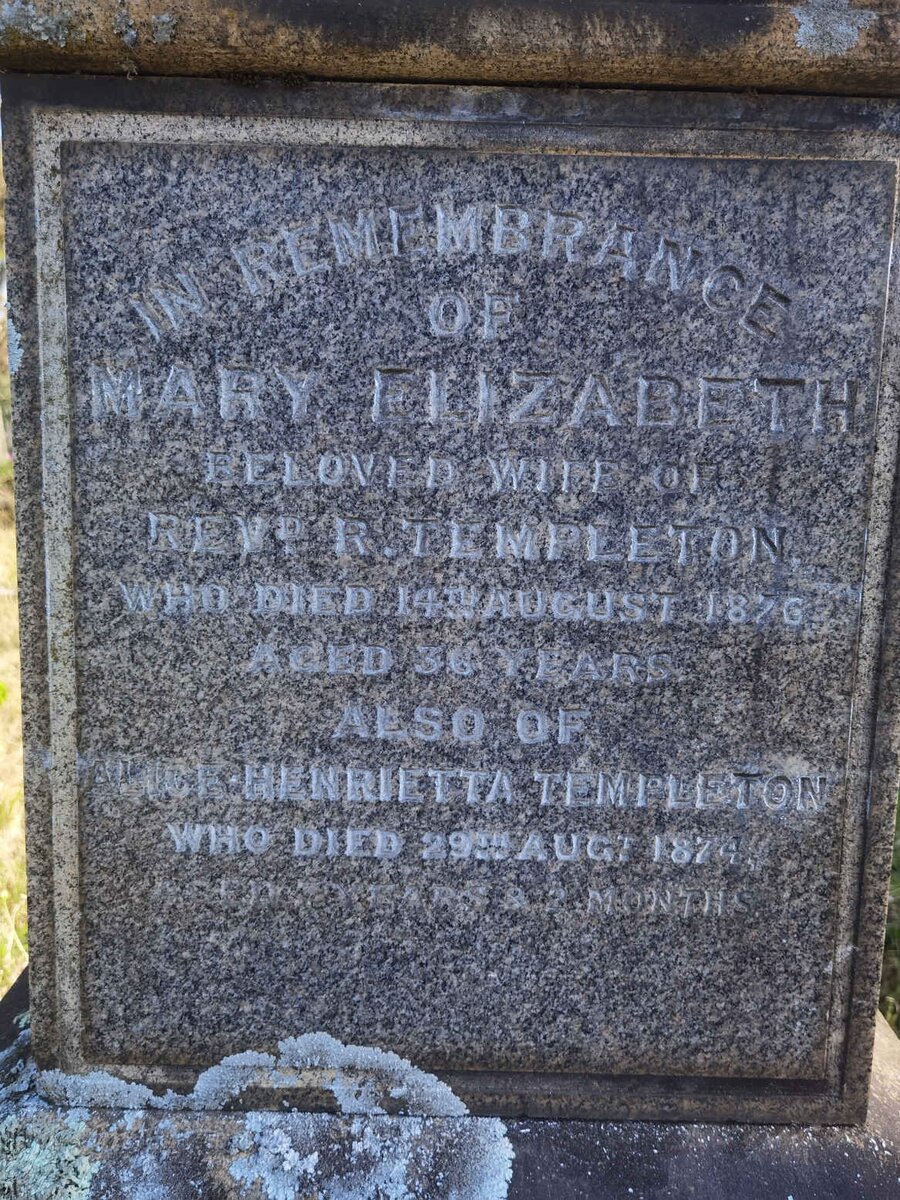 IN REMEMBRANCE
OF
MARY ELIZABETH
BELOVED WIFE OF
REVD R. TEMPLETON,
WHO DIED 14TH AUGUST 1876
AGED 36 YEARS
ALSO OF
ALICE HENRIETTA TEMPLETON
WHO DIED 29TH AUGT 1874,
AGED YEARS & 2 MONTHS